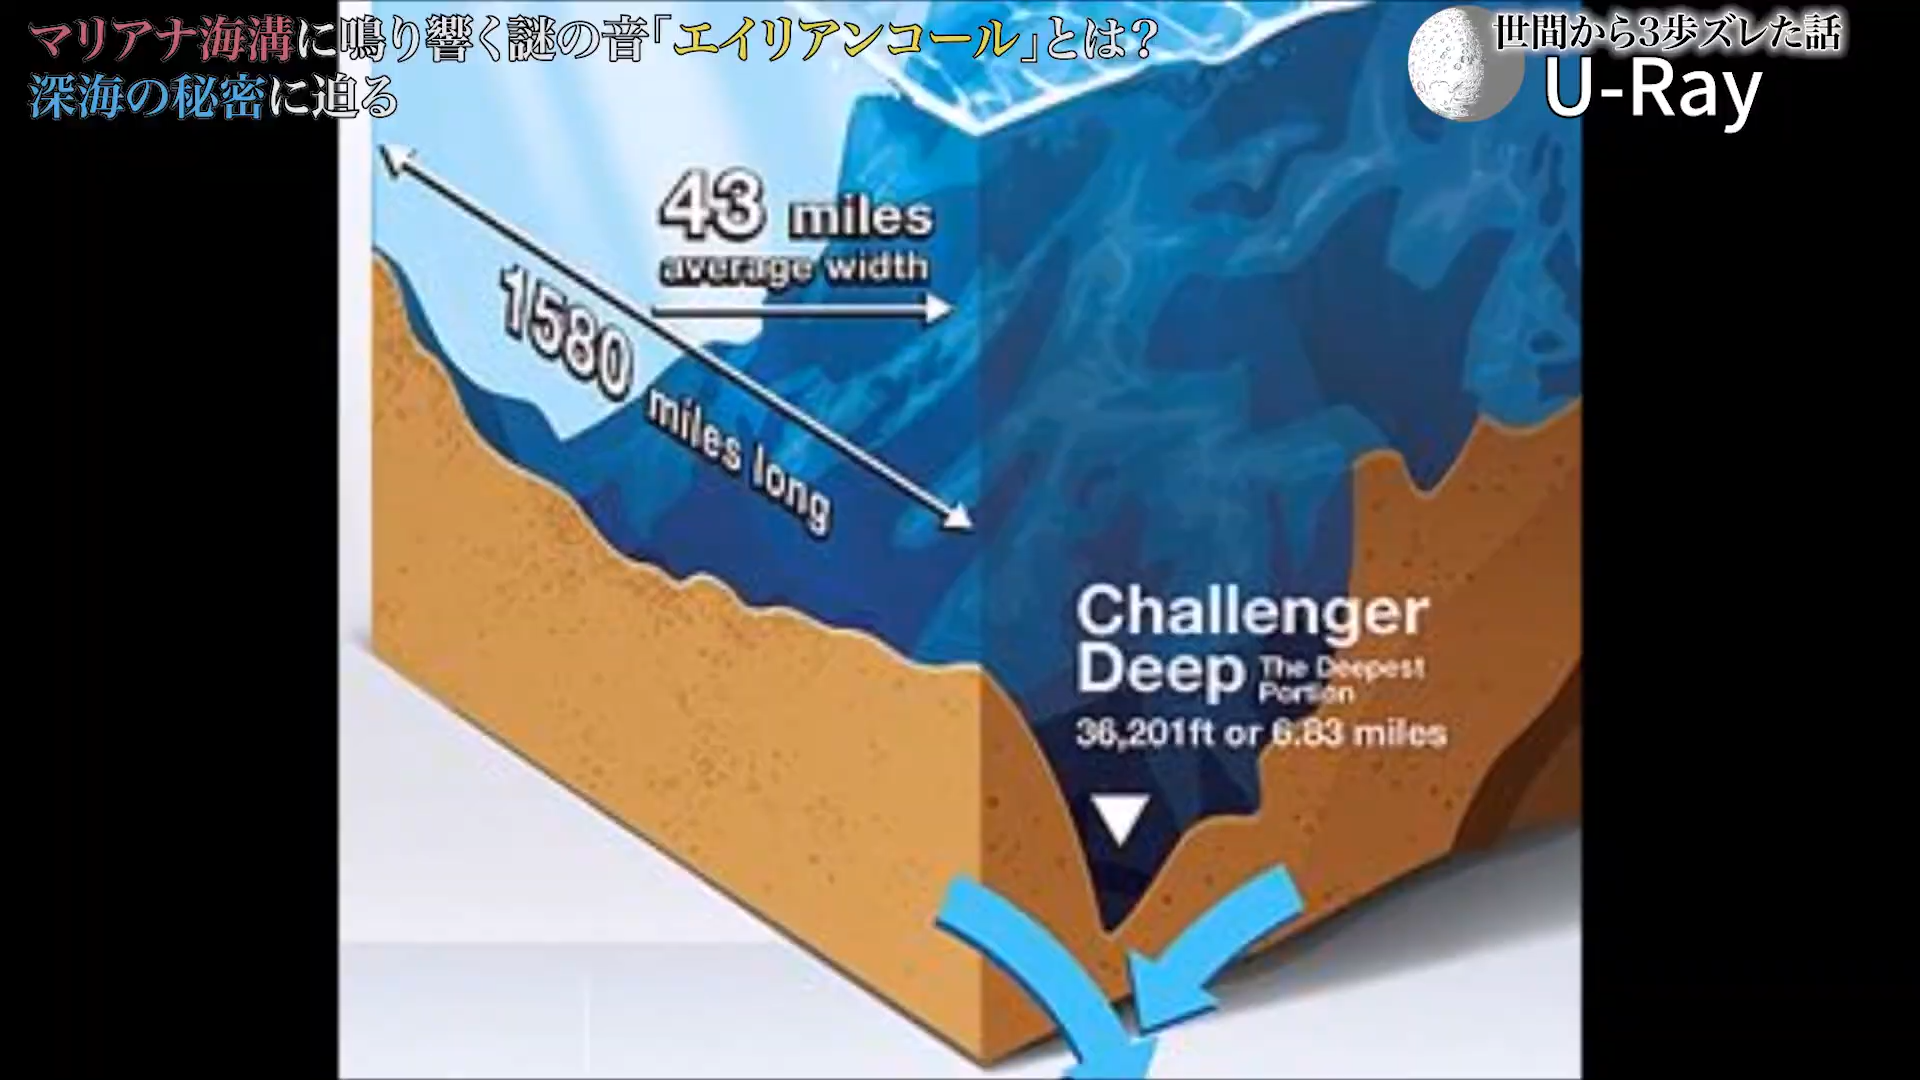 マリアナ海溝に鳴り響く謎の音「エイリアンコール」とは?
深海の秘密に迫る
世間から3歩ズレた話
U-Ray
43 miles
average width
1580 miles long
Challenger
Deep The Deepest
Portion
36,201ft or 6.83 miles